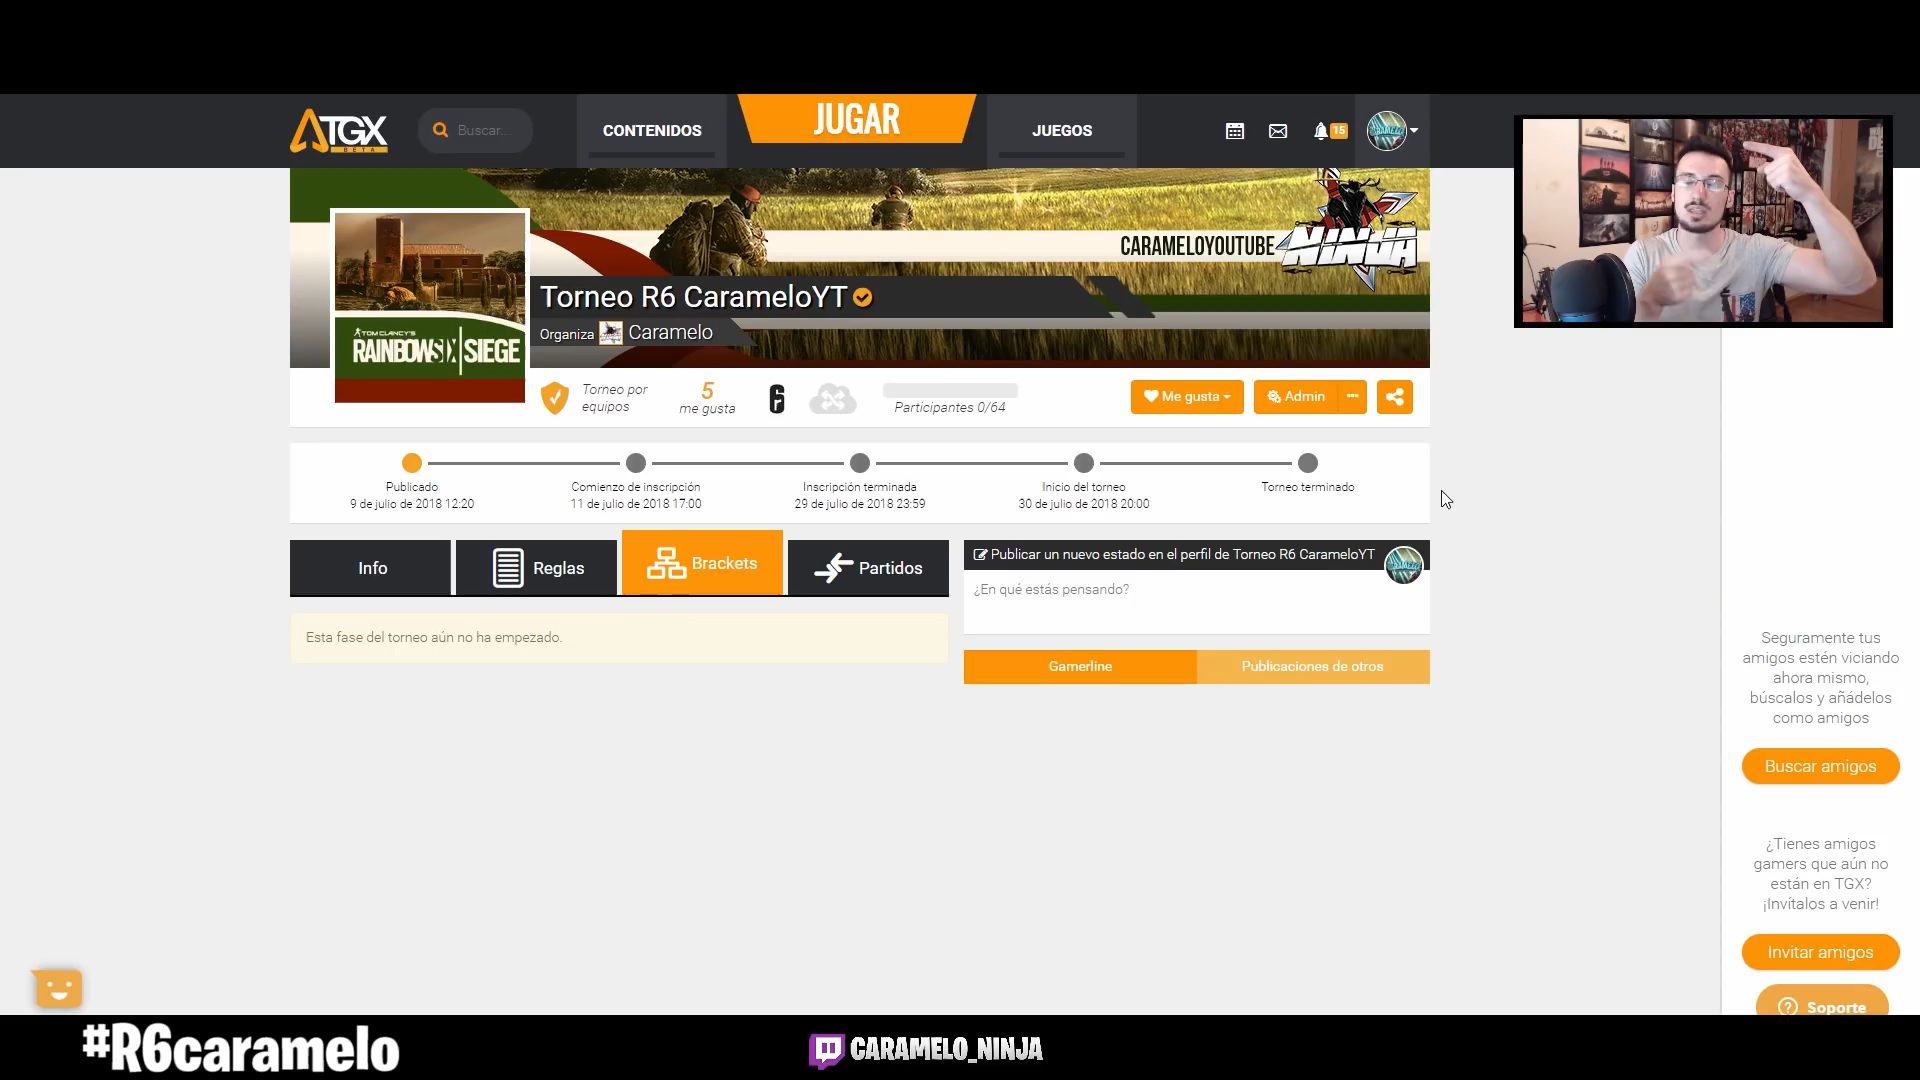 TGX
BETA
Buscar...
CONTENIDOS
JUGAR
JUEGOS
15
CARAMELOYOUTUBE
NINJA
Torneo R6 CarameloYT
Organiza Caramelo
TOM CLANCY'S
RAINBOWSIX | SIEGE
Torneo por
equipos
5
me gusta
Participantes 0/64
Me gusta
Admin
Publicado
9 de julio de 2018 12:20
Comienzo de inscripción
11 de julio de 2018 17:00
Inscripción terminada
29 de julio de 2018 23:59
Inicio del torneo
30 de julio de 2018 20:00
Torneo terminado
Info
Reglas
Brackets
Partidos
Esta fase del torneo aún no ha empezado.
Publicar un nuevo estado en el perfil de Torneo R6 CarameloYT
¿En qué estás pensando?
Gamerline
Publicaciones de otros
Seguramente tus
amigos estén viciando
ahora mismo,
búscalos y añádelos
como amigos
Buscar amigos
¿Tienes amigos
gamers que aún no
están en TGX?
¡Invítalos a venir!
Invitar amigos
Soporte
#R6caramelo
CARAMELO_NINJA